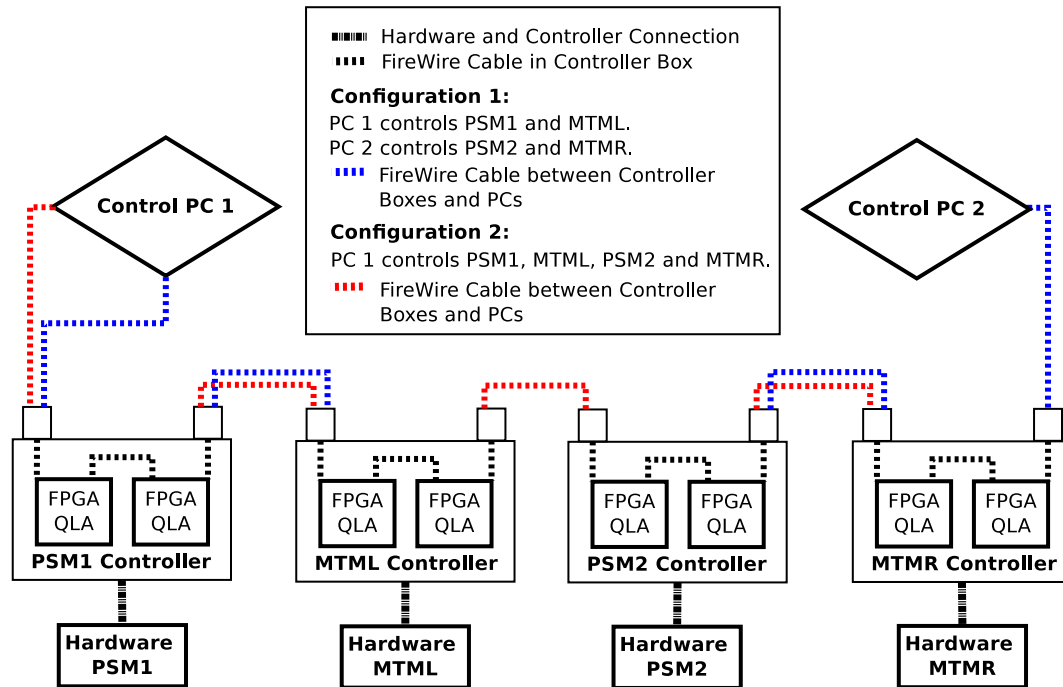 Hardware and Controller Connection
FireWire Cable in Controller Box
Configuration 1:
PC 1 controls PSM1 and MTML.
PC 2 controls PSM2 and MTMR.
FireWire Cable between Controller
Boxes and PCs
Configuration 2:
PC 1 controls PSM1, MTML, PSM2 and MTMR.
FireWire Cable between Controller
Boxes and PCs
Control PC 1
Control PC 2
FPGA
QLA
FPGA
QLA
PSM1 Controller
FPGA
QLA
FPGA
QLA
MTML Controller
FPGA
QLA
FPGA
QLA
PSM2 Controller
FPGA
QLA
FPGA
QLA
MTMR Controller
Hardware
PSM1
Hardware
MTML
Hardware
PSM2
Hardware
MTMR